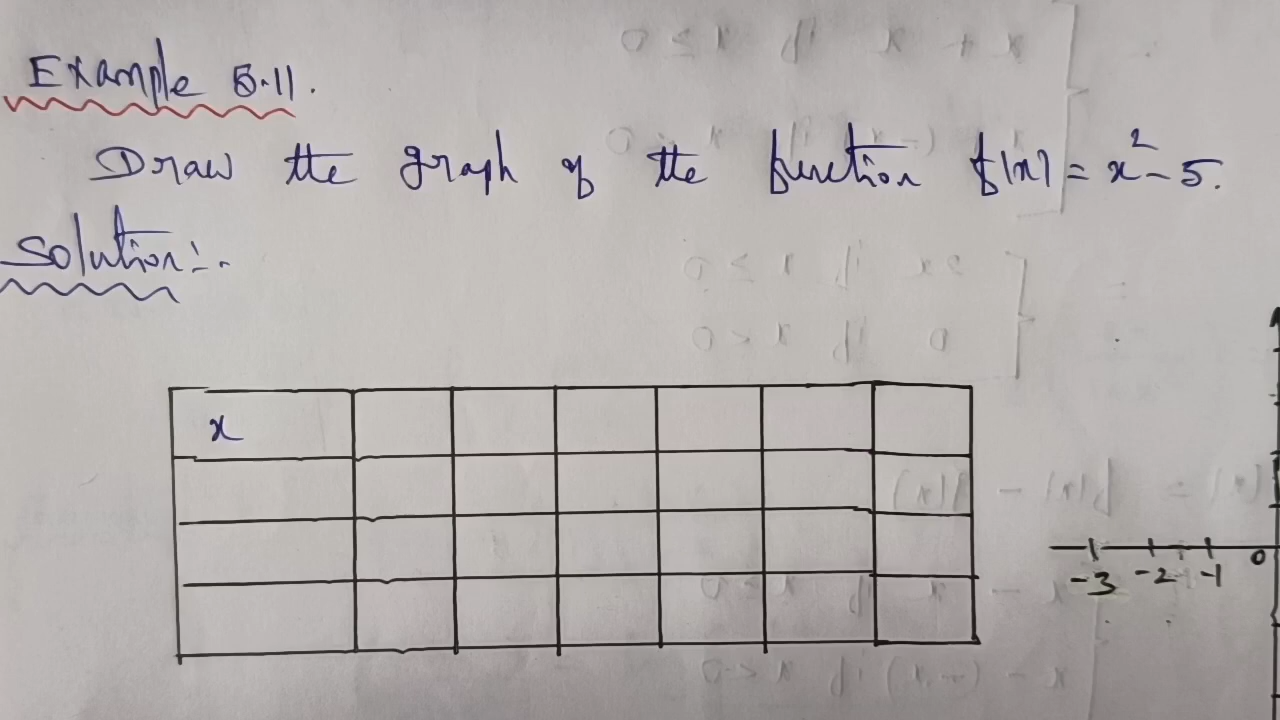 Example 5.11.
Draw the graph of the function f(x) = x² - 5.
Solution:-
x
-3 -2 -1 0